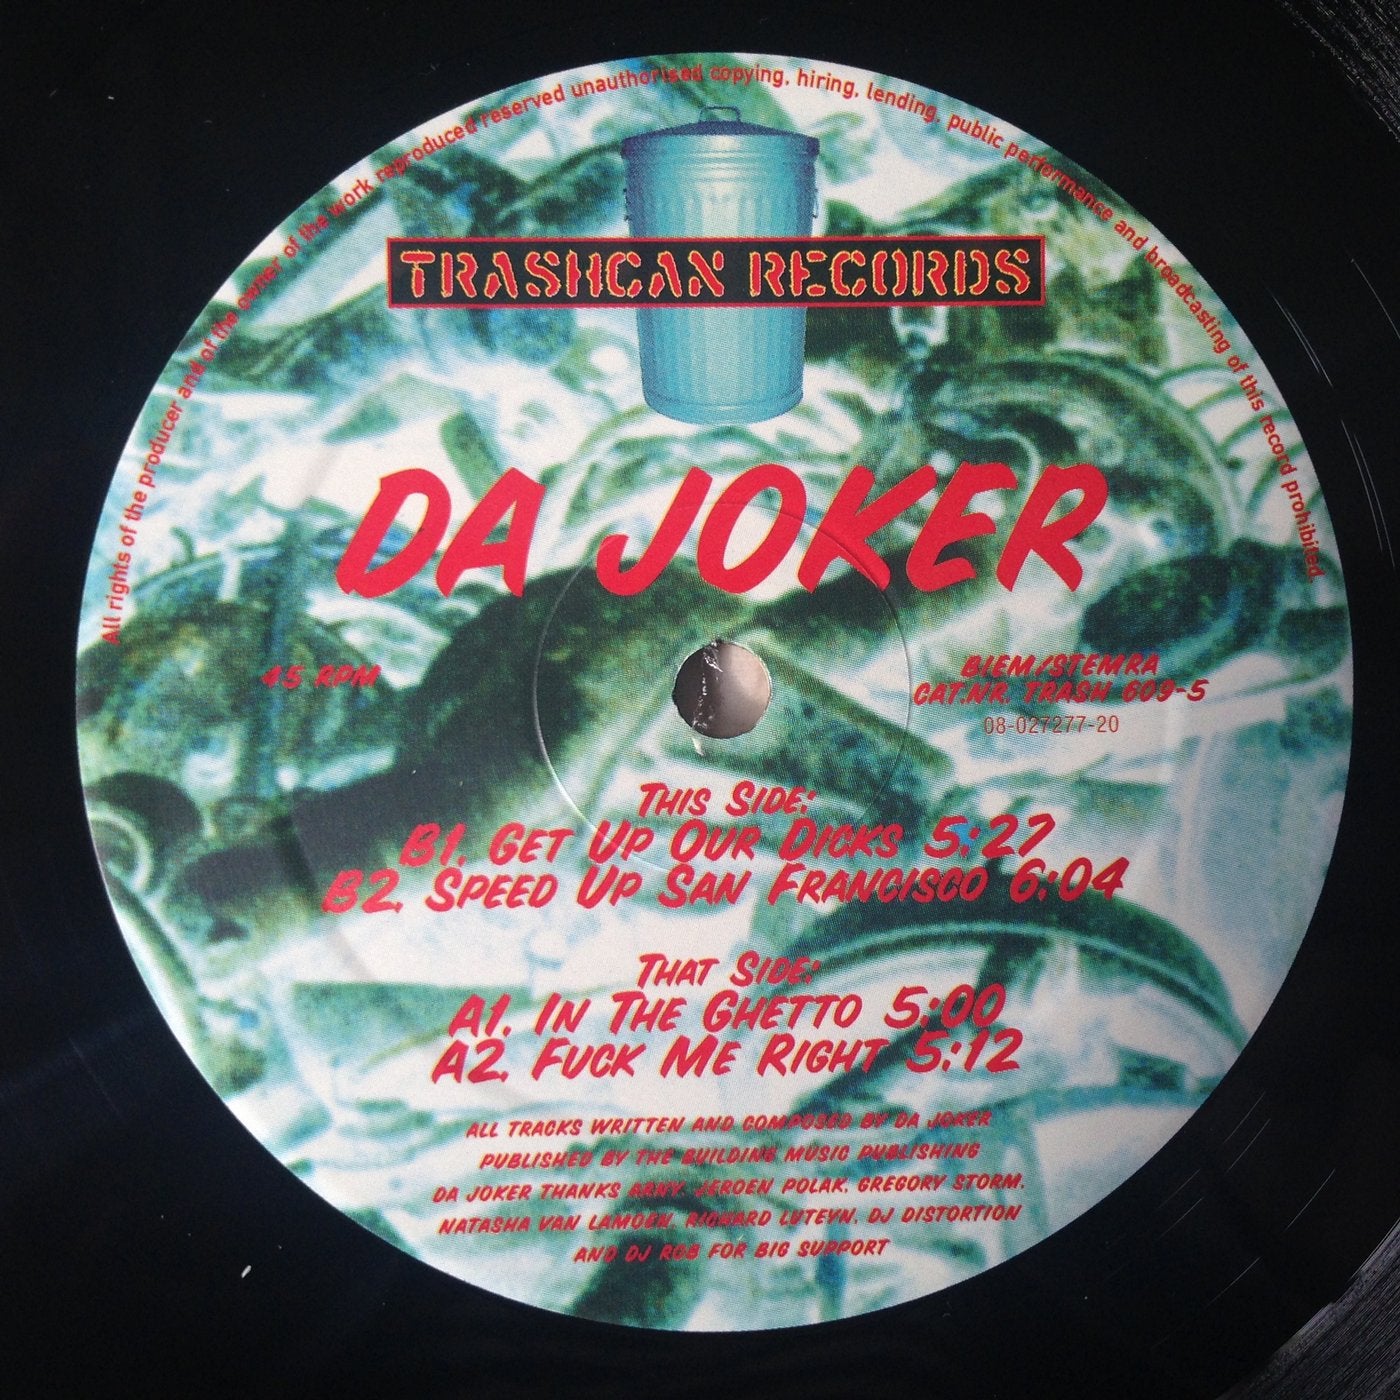 All rights of the producer and of the owner of the work reproduced reserved unauthorised copying, hiring, lending, public performance and broadcasting of this record prohibited
TRASHCAN RECORDS
DA JOKER
45 RPM
BIEM/STEMRA
CAT.NR. TRASH 609-5
08-027277-20
THIS SIDE:
B1. GET UP OUR DICKS 5:27
B2. SPEED UP SAN FRANCISCO 6:04
THAT SIDE:
A1. IN THE GHETTO 5:00
A2. FUCK ME RIGHT 5:12
ALL TRACKS WRITTEN AND COMPOSED BY DA JOKER
PUBLISHED BY THE BUILDING MUSIC PUBLISHING
DA JOKER THANKS ARNY. JEROEN POLAK. GREGORY STORM.
NATASHA VAN LAMOEN. RICHARD LUTEYN. DJ DISTORTION
AND DJ ROB FOR BIG SUPPORT